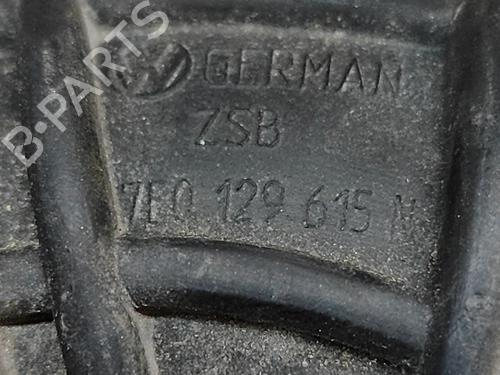 B-PARTS
GERMAN
ZSB
7E0 129 615 N